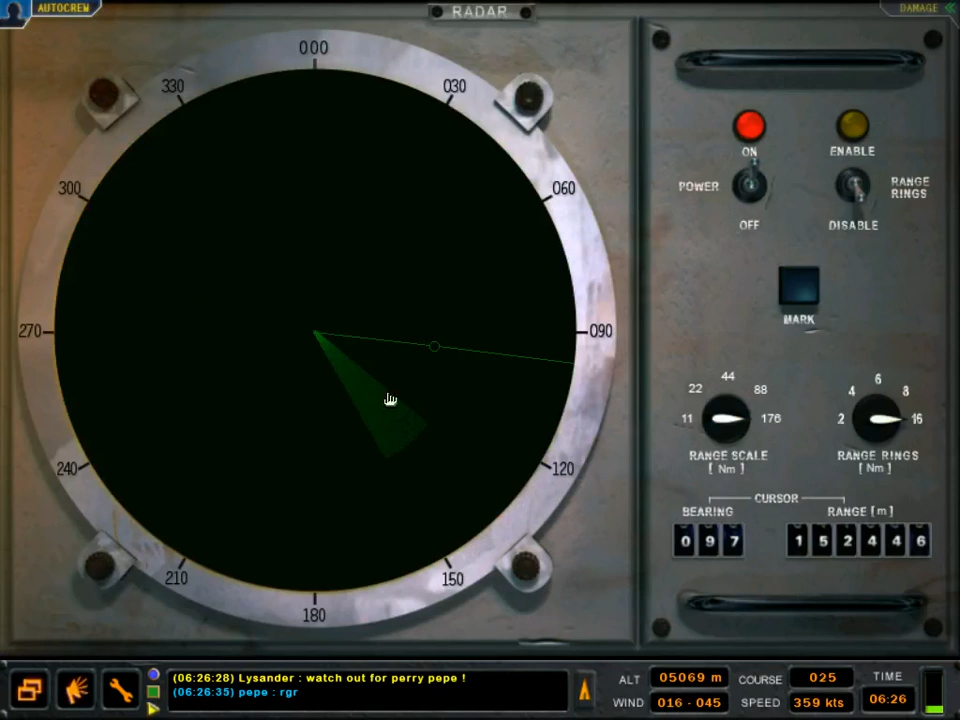 AUTOCREW
RADAR
DAMAGE
000
030
060
090
120
150
180
210
240
270
300
330
ON
POWER
OFF
ENABLE
RANGE
RINGS
DISABLE
MARK
11 22 44 88 176
RANGE SCALE
[ Nm ]
2 4 6 8 16
RANGE RINGS
[ Nm ]
CURSOR
BEARING
RANGE [m]
0 9 7
1 5 2 4 4 6
(06:26:28) Lysander : watch out for perry pepe !
(06:26:35) pepe : rgr
ALT 05069 m
WIND 016 - 045
COURSE 025
SPEED 359 kts
TIME
06:26